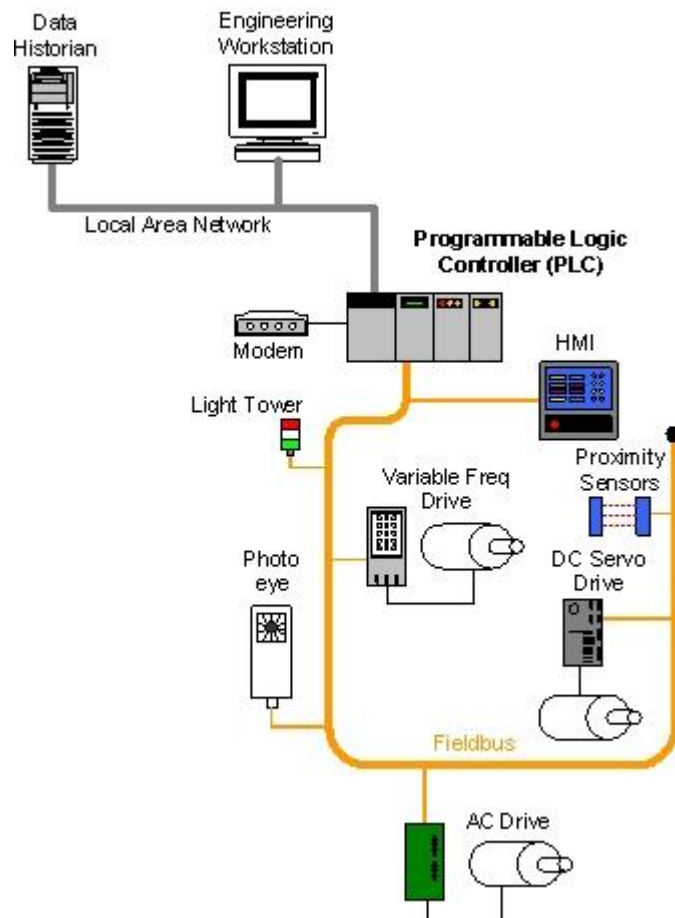 Data
Historian
Engineering
Workstation
Local Area Network
Programmable Logic
Controller (PLC)
Modem
HMI
Light Tower
Proximity
Sensors
Variable Freq
Drive
Photo
eye
DC Servo
Drive
Fieldbus
AC Drive